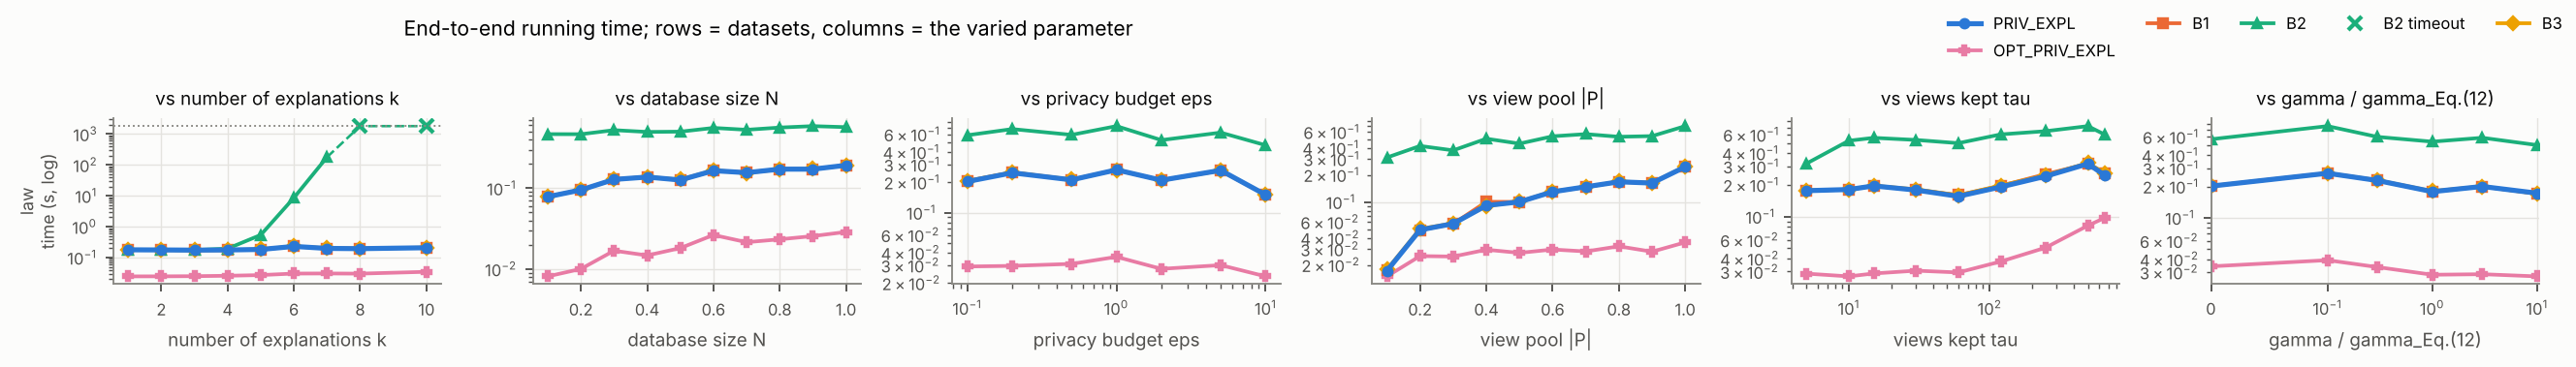 End-to-end running time; rows = datasets, columns = the varied parameter
PRIV_EXPL
OPT_PRIV_EXPL
B1
B2
B2 timeout
B3
vs number of explanations k
law
time (s, log)
10³
10²
10¹
10⁰
10⁻¹
2 4 6 8 10
number of explanations k
vs database size N
10⁻¹
10⁻²
0.2 0.4 0.6 0.8 1.0
database size N
vs privacy budget eps
6 × 10⁻¹
4 × 10⁻¹
3 × 10⁻¹
2 × 10⁻¹
10⁻¹
6 × 10⁻²
4 × 10⁻²
3 × 10⁻²
2 × 10⁻²
10⁻¹ 10⁰ 10¹
privacy budget eps
vs view pool |P|
6 × 10⁻¹
4 × 10⁻¹
3 × 10⁻¹
2 × 10⁻¹
10⁻¹
6 × 10⁻²
4 × 10⁻²
3 × 10⁻²
2 × 10⁻²
0.2 0.4 0.6 0.8 1.0
view pool |P|
vs views kept tau
6 × 10⁻¹
4 × 10⁻¹
3 × 10⁻¹
2 × 10⁻¹
10⁻¹
6 × 10⁻²
4 × 10⁻²
3 × 10⁻²
10¹ 10²
views kept tau
vs gamma / gamma_Eq.(12)
6 × 10⁻¹
4 × 10⁻¹
3 × 10⁻¹
2 × 10⁻¹
10⁻¹
6 × 10⁻²
4 × 10⁻²
3 × 10⁻²
0 10⁻¹ 10⁰ 10¹
gamma / gamma_Eq.(12)